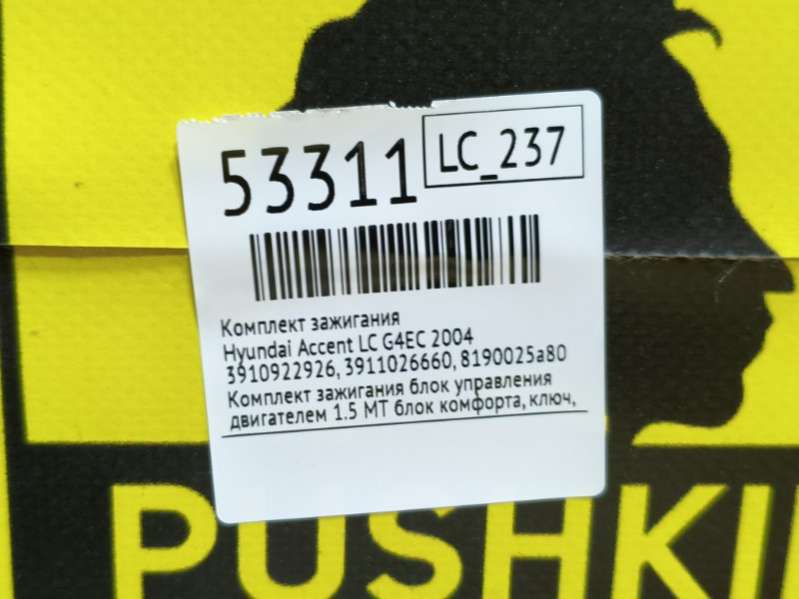 53311
LC_237
Комплект зажигания
Hyundai Accent LC G4EC 2004
3910922926, 3911026660, 8190025a80
Комплект зажигания блок управления
двигателем 1.5 МТ блок комфорта, ключ,
PUSHKI